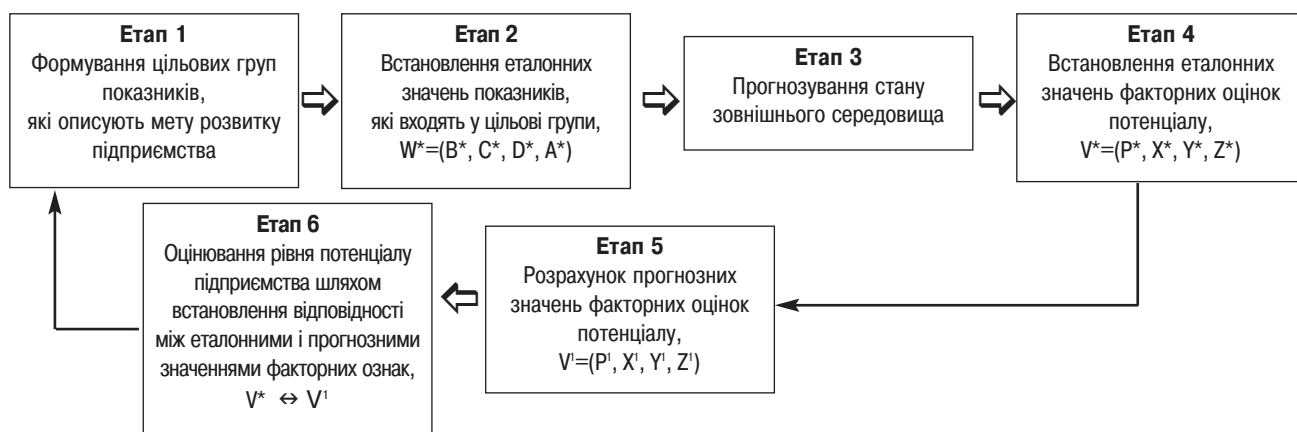 Етап 1
Формування цільових груп
показників,
які описують мету розвитку
підприємства
Етап 2
Встановлення еталонних
значень показників,
які входять у цільові групи,
W*=(B*, C*, D*, A*)
Етап 3
Прогнозування стану
зовнішнього середовища
Етап 4
Встановлення еталонних
значень факторних оцінок
потенціалу,
V*=(P*, X*, Y*, Z*)
Етап 5
Розрахунок прогнозних
значень факторних оцінок
потенціалу,
V¹=(P¹, X¹, Y¹, Z¹)
Етап 6
Оцінювання рівня потенціалу
підприємства шляхом
встановлення відповідності
між еталонними і прогнозними
значеннями факторних ознак,
V* ↔ V¹